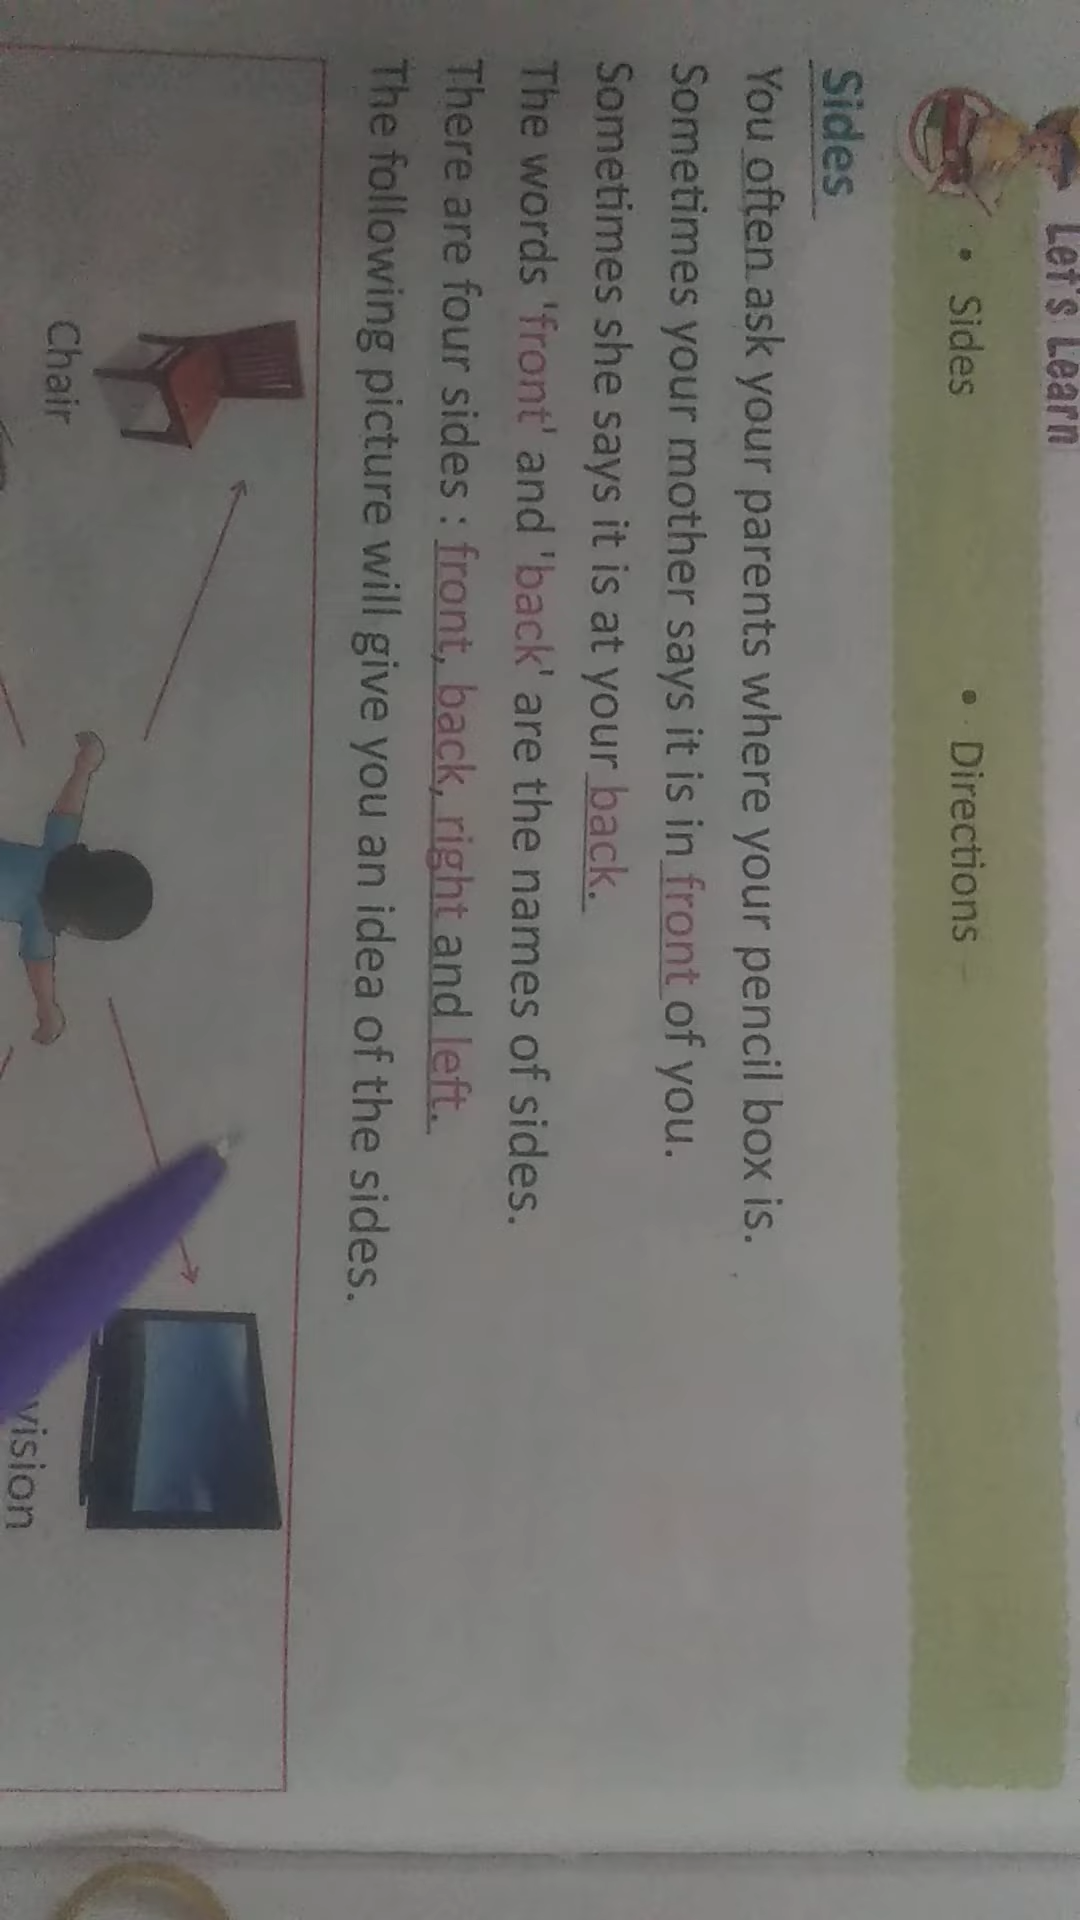 Let's Learn
• Sides • Directions
Sides
You often ask your parents where your pencil box is.
Sometimes your mother says it is in front of you.
Sometimes she says it is at your back.
The words 'front' and 'back' are the names of sides.
There are four sides : front, back, right and left.
The following picture will give you an idea of the sides.
Chair
vision